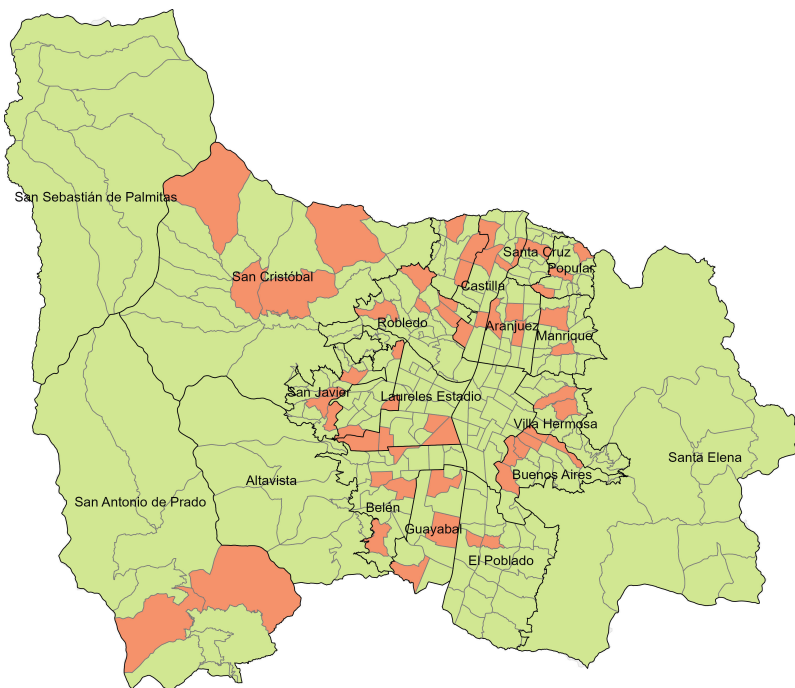 San Sebastián de Palmitas
Santa Cruz
Popular
San Cristóbal
Castilla
Robledo
Aranjuez
Manrique
San Javier
Laureles Estadio
Villa Hermosa
Santa Elena
Buenos Aires
Altavista
San Antonio de Prado
Belén
Guayabal
El Poblado